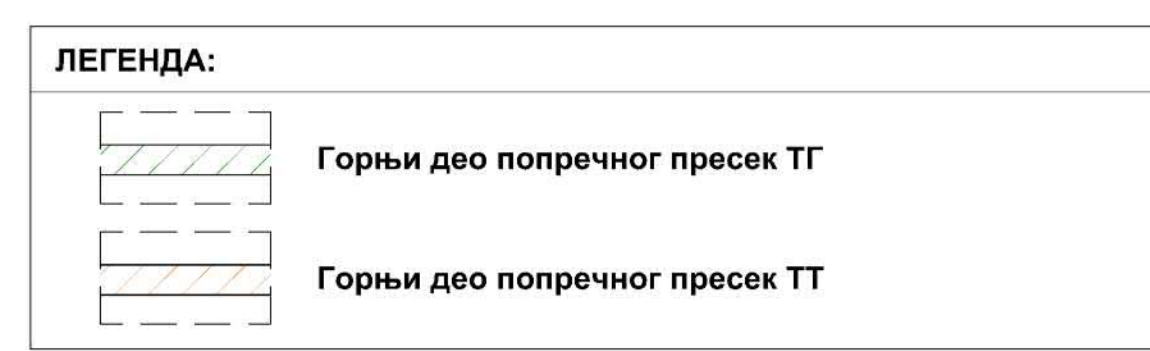 ЛЕГЕНДА:
Горњи део попречног пресек ТГ
Горњи део попречног пресек ТТ